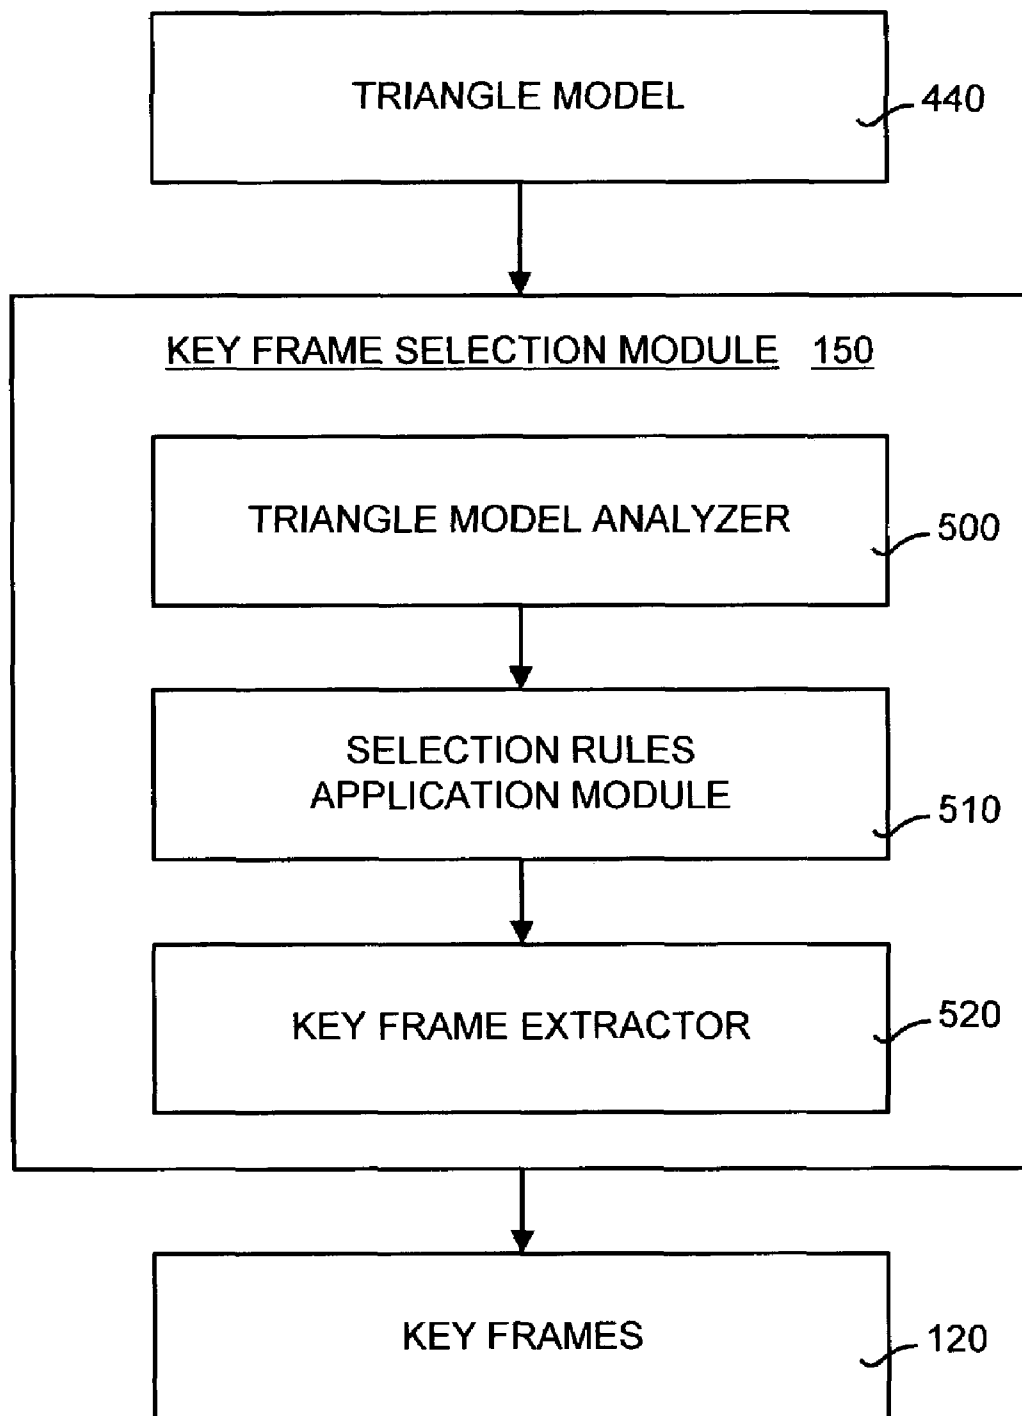 TRIANGLE MODEL
440
KEY FRAME SELECTION MODULE 150
TRIANGLE MODEL ANALYZER
500
SELECTION RULES
APPLICATION MODULE
510
KEY FRAME EXTRACTOR
520
KEY FRAMES
120